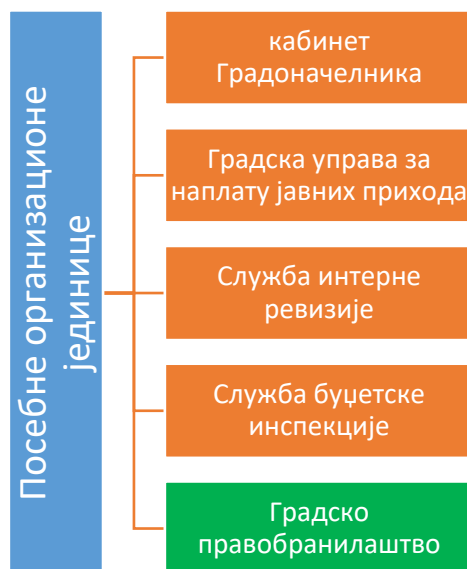 Посебне организационе
јединице
кабинет
Градоначелника
Градска управа за
наплату јавних прихода
Служба интерне
ревизије
Служба буџетске
инспекције
Градско
правобранилаштво